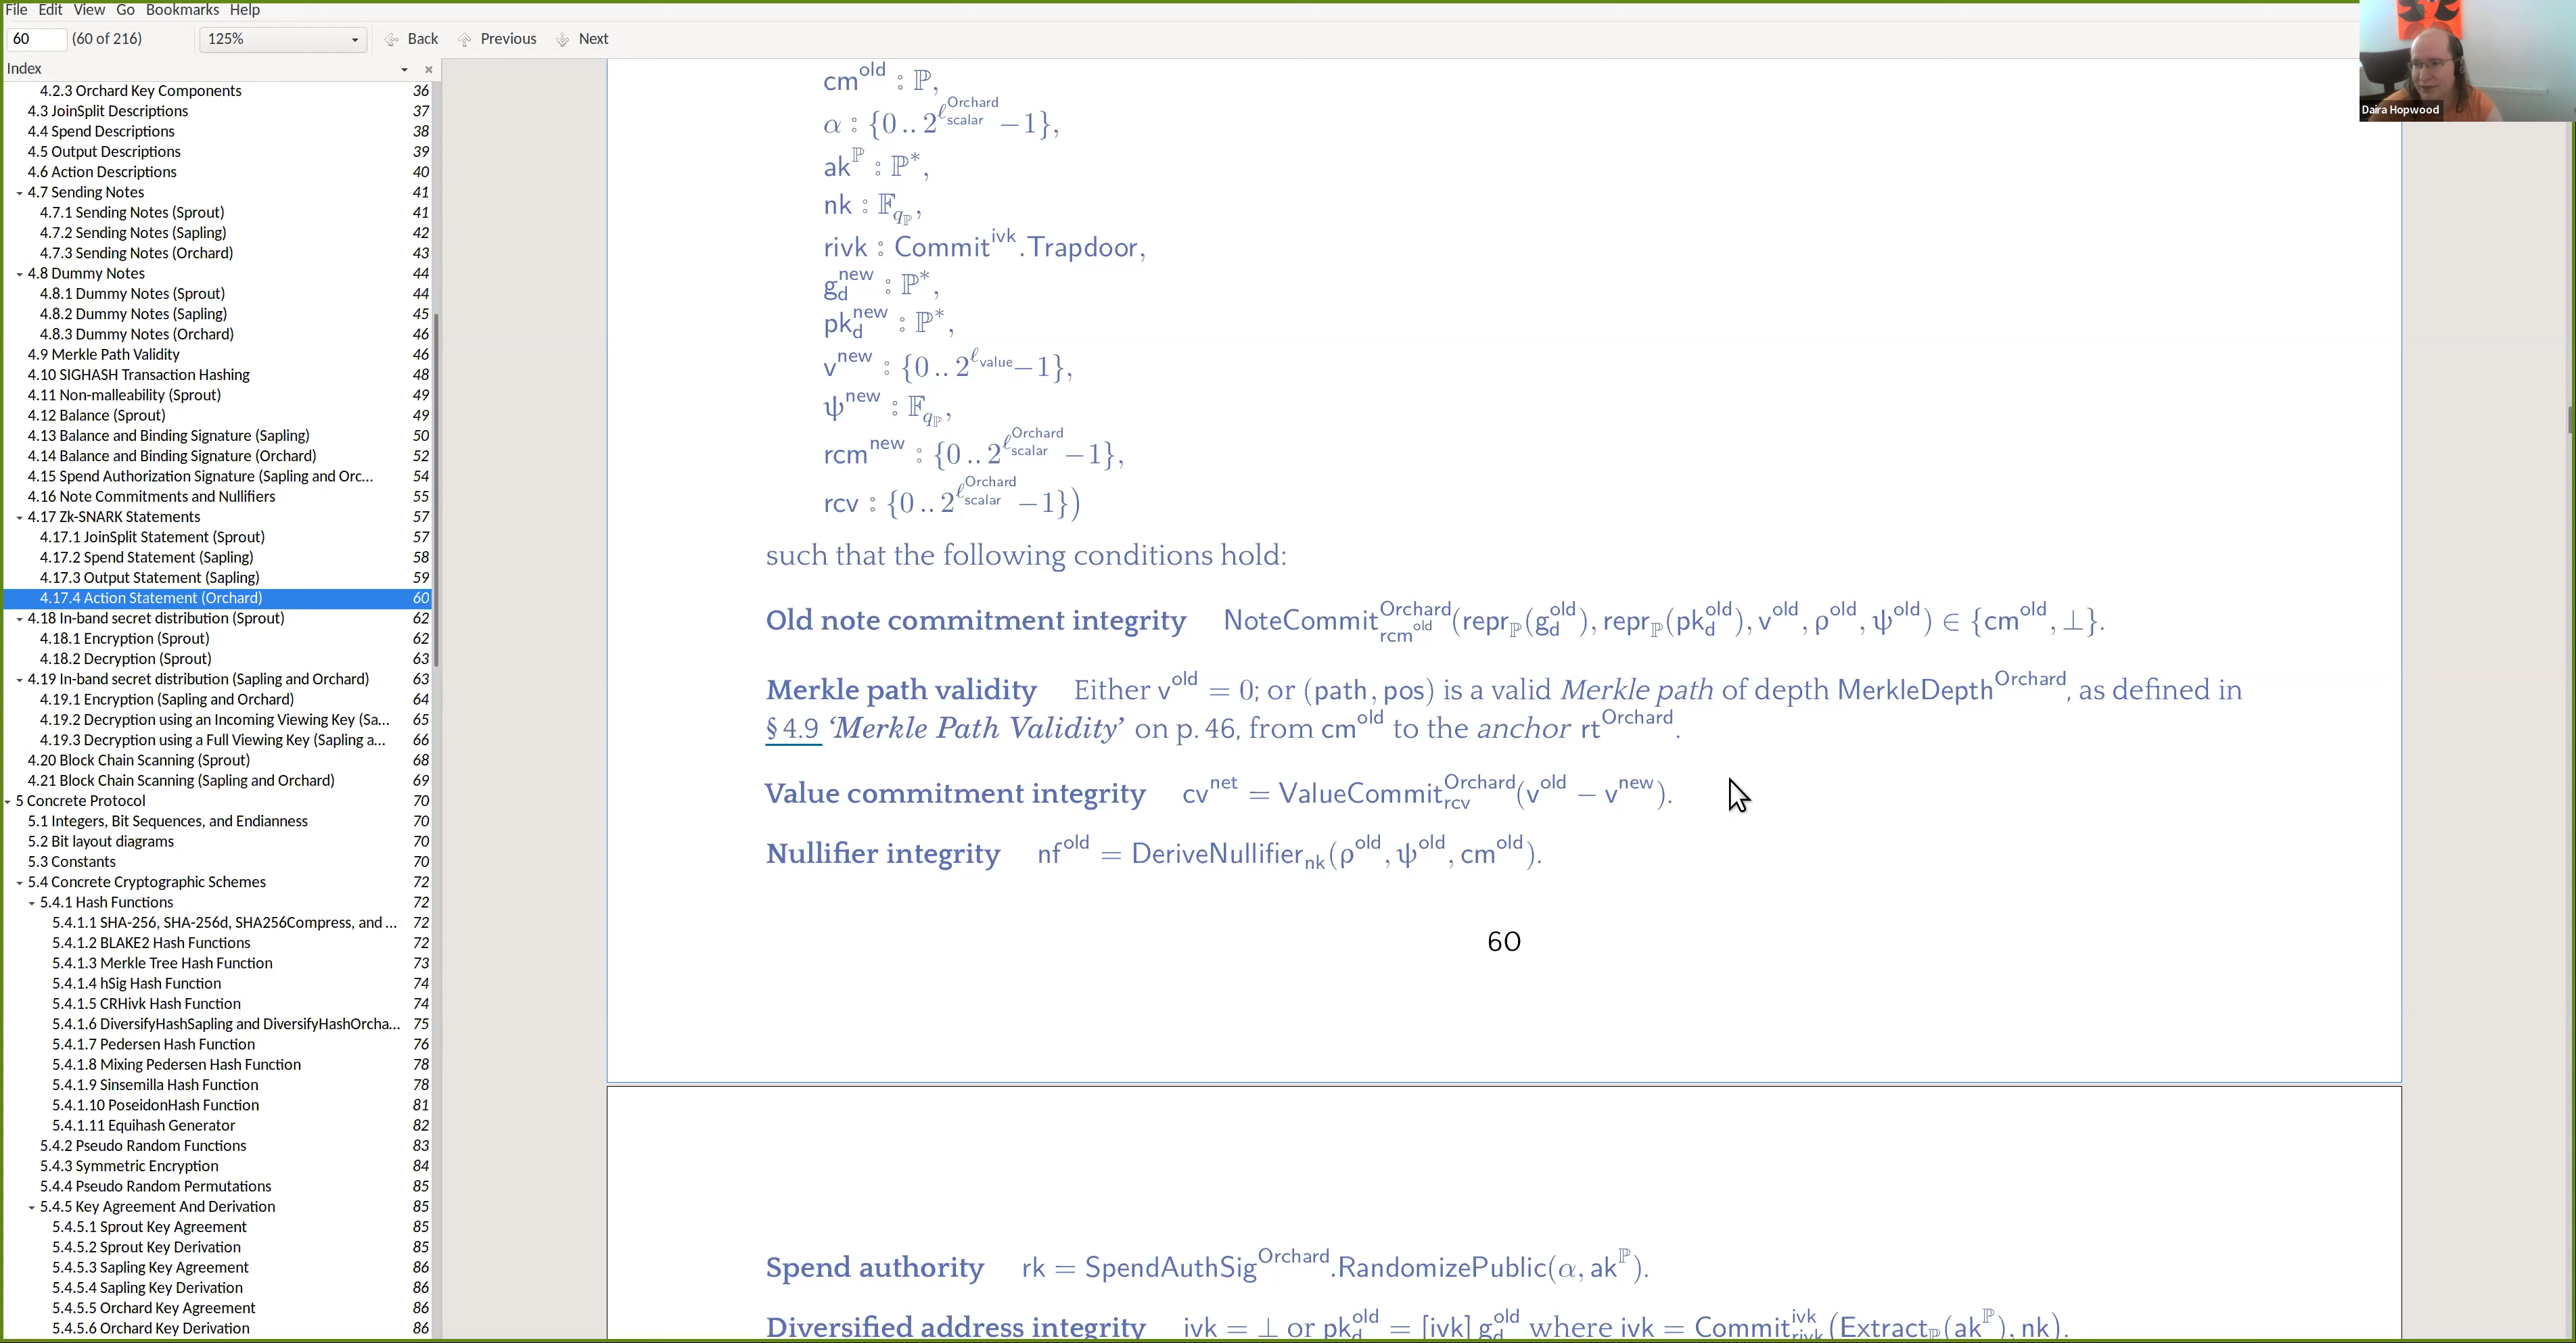 File Edit View Go Bookmarks Help
60 (60 of 216) 125% Back Previous Next
Index
4.2.3 Orchard Key Components 36
4.3 JoinSplit Descriptions 37
4.4 Spend Descriptions 38
4.5 Output Descriptions 39
4.6 Action Descriptions 40
4.7 Sending Notes 41
4.7.1 Sending Notes (Sprout) 41
4.7.2 Sending Notes (Sapling) 42
4.7.3 Sending Notes (Orchard) 43
4.8 Dummy Notes 44
4.8.1 Dummy Notes (Sprout) 44
4.8.2 Dummy Notes (Sapling) 45
4.8.3 Dummy Notes (Orchard) 46
4.9 Merkle Path Validity 46
4.10 SIGHASH Transaction Hashing 48
4.11 Non-malleability (Sprout) 49
4.12 Balance (Sprout) 49
4.13 Balance and Binding Signature (Sapling) 50
4.14 Balance and Binding Signature (Orchard) 52
4.15 Spend Authorization Signature (Sapling and Orc... 54
4.16 Note Commitments and Nullifiers 55
4.17 Zk-SNARK Statements 57
4.17.1 JoinSplit Statement (Sprout) 57
4.17.2 Spend Statement (Sapling) 58
4.17.3 Output Statement (Sapling) 59
4.17.4 Action Statement (Orchard) 60
4.18 In-band secret distribution (Sprout) 62
4.18.1 Encryption (Sprout) 62
4.18.2 Decryption (Sprout) 63
4.19 In-band secret distribution (Sapling and Orchard) 63
4.19.1 Encryption (Sapling and Orchard) 64
4.19.2 Decryption using an Incoming Viewing Key (Sa... 65
4.19.3 Decryption using a Full Viewing Key (Sapling a... 66
4.20 Block Chain Scanning (Sprout) 68
4.21 Block Chain Scanning (Sapling and Orchard) 69
5 Concrete Protocol 70
5.1 Integers, Bit Sequences, and Endianness 70
5.2 Bit layout diagrams 70
5.3 Constants 70
5.4 Concrete Cryptographic Schemes 72
5.4.1 Hash Functions 72
5.4.1.1 SHA-256, SHA-256d, SHA256Compress, and ... 72
5.4.1.2 BLAKE2 Hash Functions 72
5.4.1.3 Merkle Tree Hash Function 73
5.4.1.4 hSig Hash Function 74
5.4.1.5 CRHivk Hash Function 74
5.4.1.6 DiversifyHashSapling and DiversifyHashOrcha... 75
5.4.1.7 Pedersen Hash Function 76
5.4.1.8 Mixing Pedersen Hash Function 78
5.4.1.9 Sinsemilla Hash Function 78
5.4.1.10 PoseidonHash Function 81
5.4.1.11 Equihash Generator 82
5.4.2 Pseudo Random Functions 83
5.4.3 Symmetric Encryption 84
5.4.4 Pseudo Random Permutations 85
5.4.5 Key Agreement And Derivation 85
5.4.5.1 Sprout Key Agreement 85
5.4.5.2 Sprout Key Derivation 85
5.4.5.3 Sapling Key Agreement 86
5.4.5.4 Sapling Key Derivation 86
5.4.5.5 Orchard Key Agreement 86
5.4.5.6 Orchard Key Derivation 86
cm^old : ℙ,
α : {0 .. 2^{ℓ^Orchard_scalar} − 1},
ak^ℙ : ℙ*,
nk : 𝔽_{q_ℙ},
rivk : Commit^ivk.Trapdoor,
g_d^new : ℙ*,
pk_d^new : ℙ*,
v^new : {0 .. 2^{ℓ_value} − 1},
ψ^new : 𝔽_{q_ℙ},
rcm^new : {0 .. 2^{ℓ^Orchard_scalar} − 1},
rcv : {0 .. 2^{ℓ^Orchard_scalar} − 1})
such that the following conditions hold:
Old note commitment integrity NoteCommit^Orchard_{rcm^old}(repr_ℙ(g_d^old), repr_ℙ(pk_d^old), v^old, ρ^old, ψ^old) ∈ {cm^old, ⊥}.
Merkle path validity Either v^old = 0; or (path, pos) is a valid Merkle path of depth MerkleDepth^Orchard, as defined in
§ 4.9 ‘Merkle Path Validity’ on p. 46, from cm^old to the anchor rt^Orchard.
Value commitment integrity cv^net = ValueCommit^Orchard_rcv(v^old − v^new).
Nullifier integrity nf^old = DeriveNullifier_nk(ρ^old, ψ^old, cm^old).
60
Spend authority rk = SpendAuthSig^Orchard.RandomizePublic(α, ak^ℙ).
Diversified address integrity ivk = ⊥ or pk_d^old = [ivk] g_d^old where ivk = Commit^ivk_rivk(Extract_ℙ(ak^ℙ), nk).
Daira Hopwood